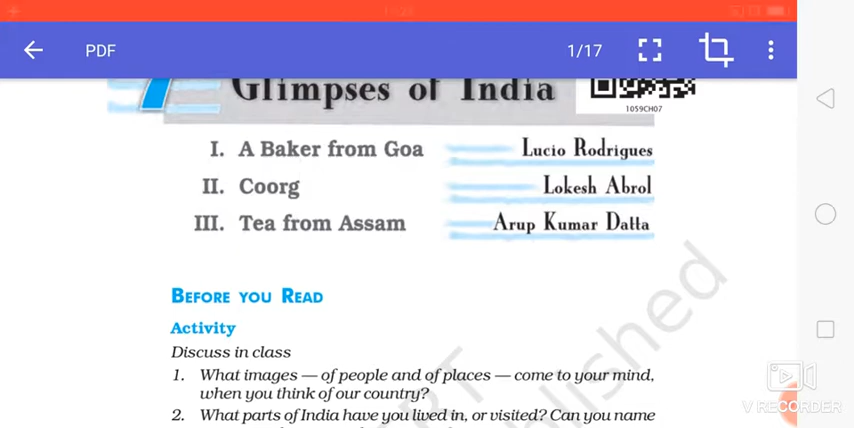 PDF
1/17
7
Glimpses of India
1059CH07
I. A Baker from Goa Lucio Rodrigues
II. Coorg Lokesh Abrol
III. Tea from Assam Arup Kumar Datta
BEFORE YOU READ
Activity
Discuss in class
1. What images — of people and of places — come to your mind,
when you think of our country?
2. What parts of India have you lived in, or visited? Can you name
V RECORDER